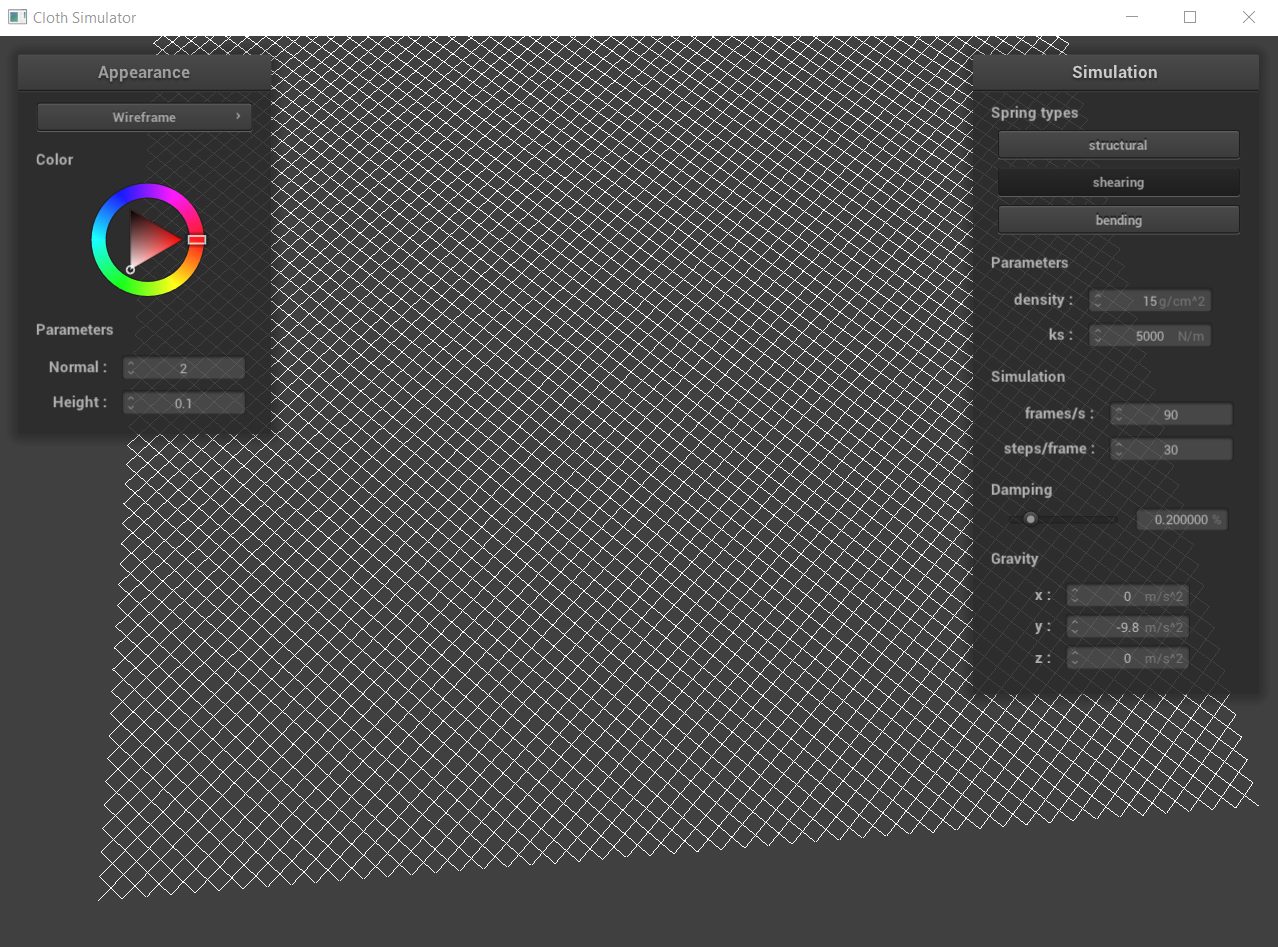 Cloth Simulator
Appearance
Wireframe
Color
Parameters
Normal : 2
Height : 0.1
Simulation
Spring types
structural
shearing
bending
Parameters
density : 15 g/cm^2
ks : 5000 N/m
Simulation
frames/s : 90
steps/frame : 30
Damping
0.200000 %
Gravity
x : 0 m/s^2
y : -9.8 m/s^2
z : 0 m/s^2